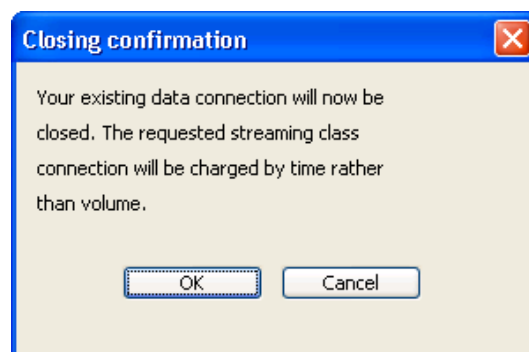 Closing confirmation
Your existing data connection will now be
closed. The requested streaming class
connection will be charged by time rather
than volume.
OK
Cancel